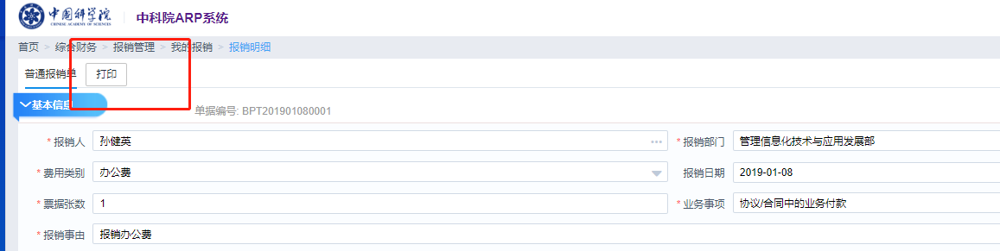 中国科学院 中科院ARP系统
CHINESE ACADEMY OF SCIENCES
首页 > 综合财务 > 报销管理 > 我的报销 > 报销明细
普通报销单 打印
基本信息 单据编号: BPT201901080001
* 报销人 孙健英 * 报销部门 管理信息化技术与应用发展部
* 费用类别 办公费 报销日期 2019-01-08
* 票据张数 1 * 业务事项 协议/合同中的业务付款
* 报销事由 报销办公费